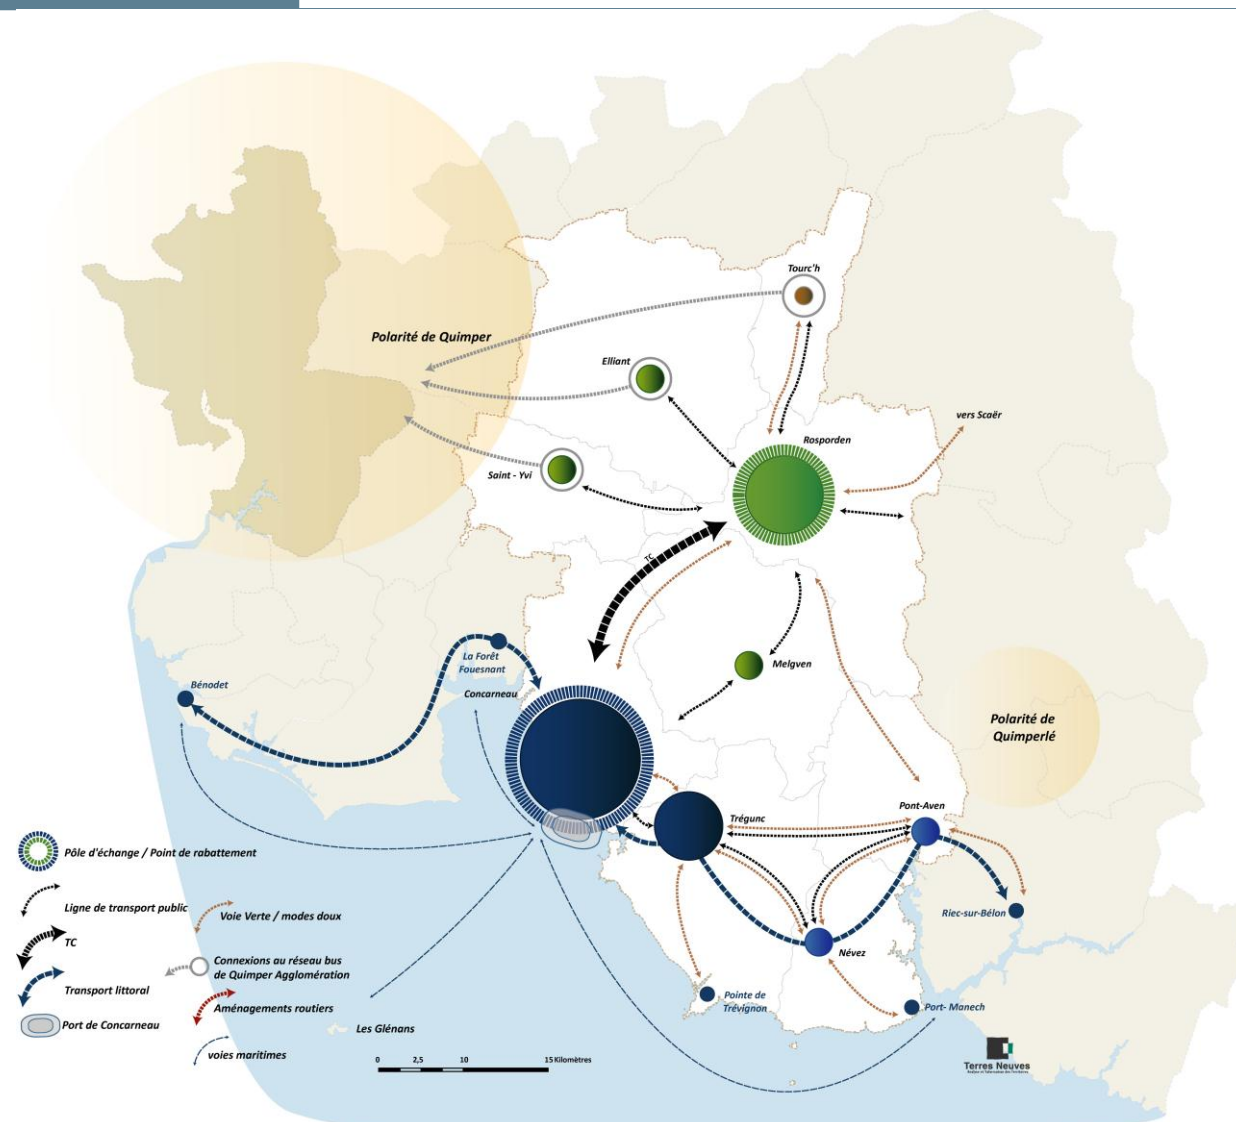 Tourc'h
Polarité de Quimper
Elliant
vers Scaër
Rosporden
Saint - Yvi
TC
La Forêt
Fouesnant
Melgven
Bénodet
Concarneau
Polarité de
Quimperlé
Pont-Aven
Trégunc
Pôle d'échange / Point de rabattement
Ligne de transport public
Voie Verte / modes doux
Riec-sur-Bélon
TC
Névez
Connexions au réseau bus
de Quimper Agglomération
Transport littoral
Pointe de
Trévignon
Port- Manech
Aménagements routiers
Port de Concarneau
Les Glénans
voies maritimes
0 2,5 10 15 Kilomètres
Terres Neuves